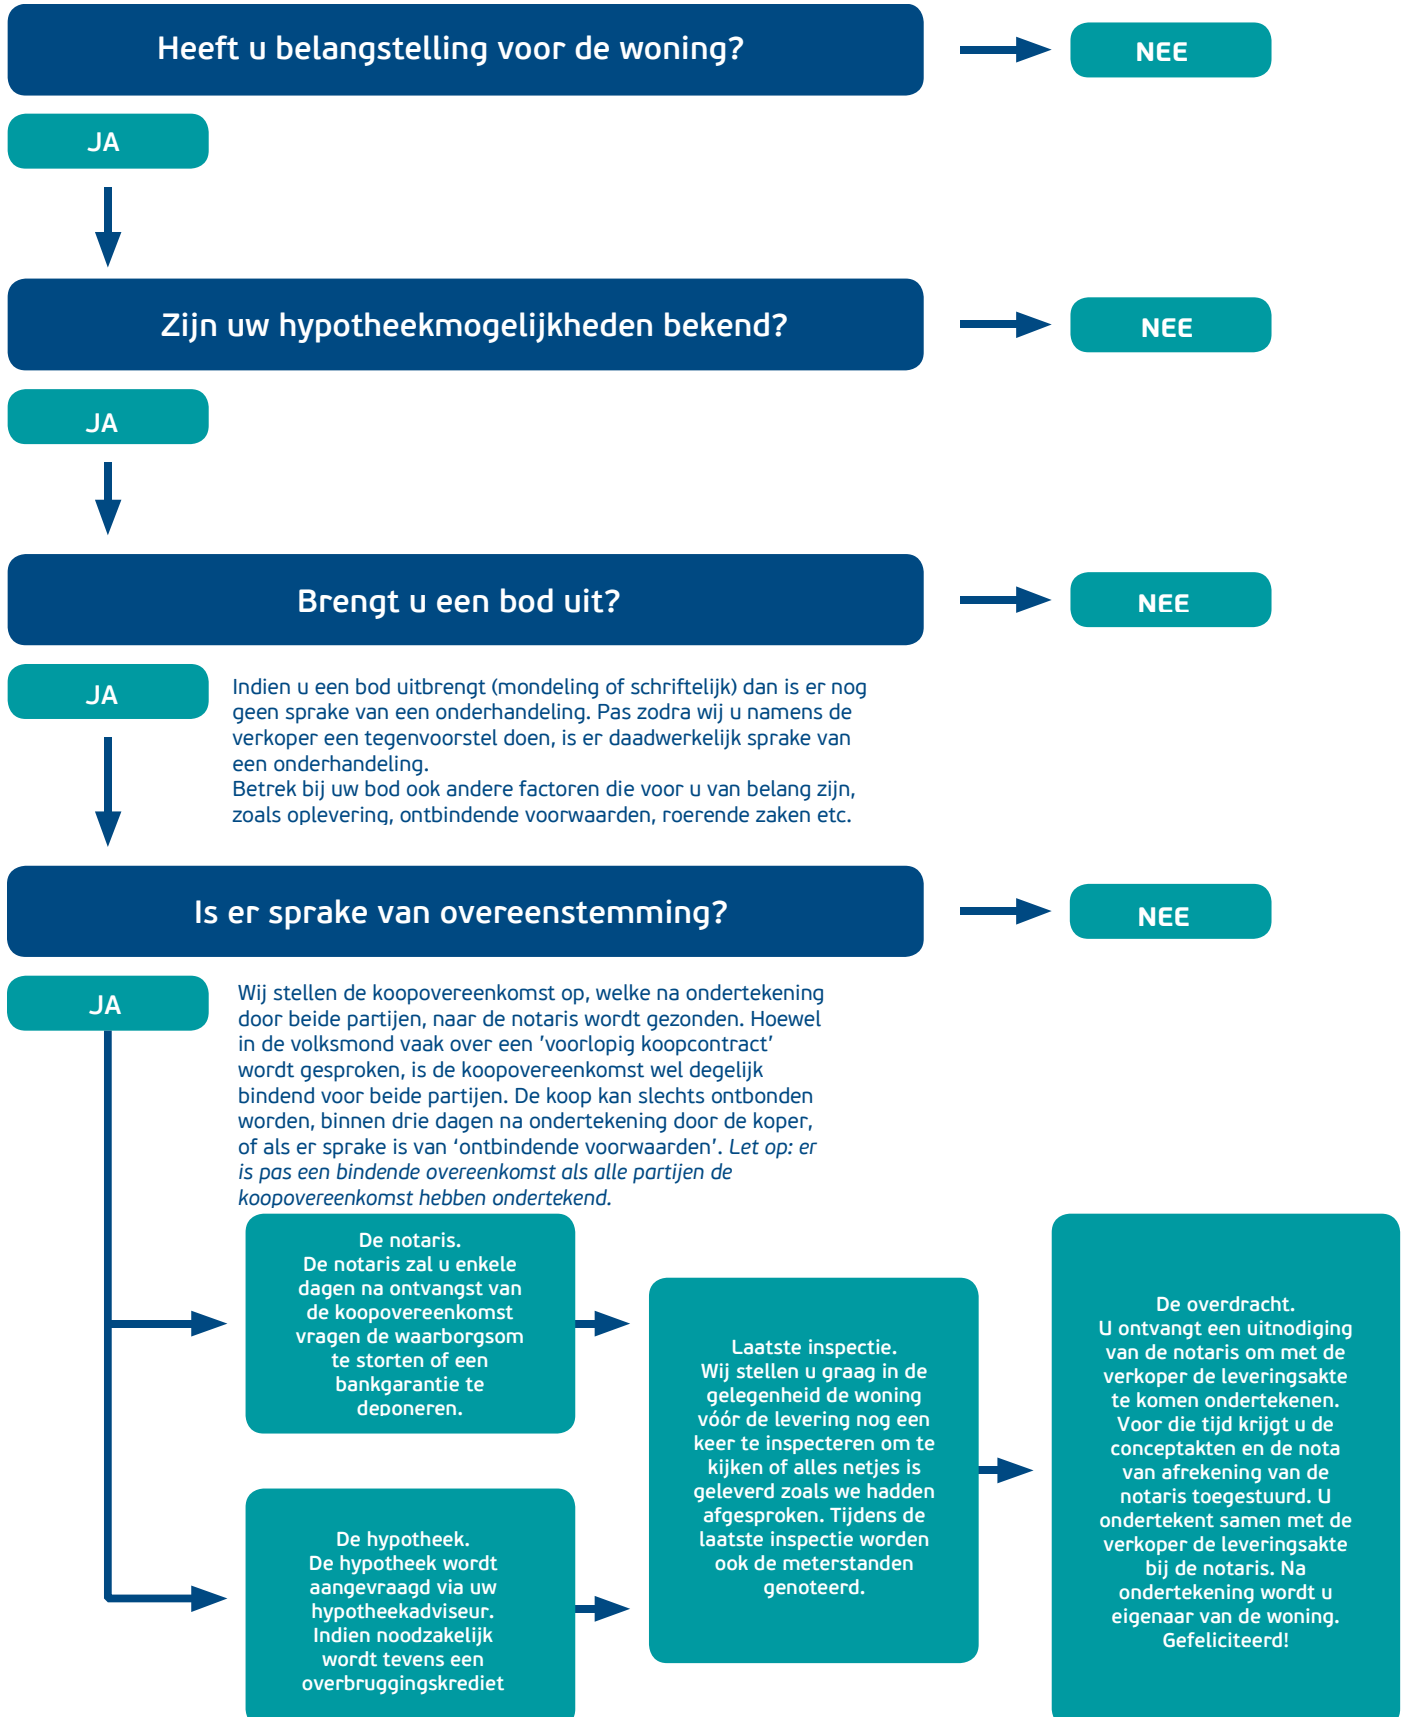 Heeft u belangstelling voor de woning?
NEE
JA
Zijn uw hypotheekmogelijkheden bekend?
NEE
JA
Brengt u een bod uit?
NEE
JA
Indien u een bod uitbrengt (mondeling of schriftelijk) dan is er nog
geen sprake van een onderhandeling. Pas zodra wij u namens de
verkoper een tegenvoorstel doen, is er daadwerkelijk sprake van
een onderhandeling.
Betrek bij uw bod ook andere factoren die voor u van belang zijn,
zoals oplevering, ontbindende voorwaarden, roerende zaken etc.
Is er sprake van overeenstemming?
NEE
JA
Wij stellen de koopovereenkomst op, welke na ondertekening
door beide partijen, naar de notaris wordt gezonden. Hoewel
in de volksmond vaak over een 'voorlopig koopcontract'
wordt gesproken, is de koopovereenkomst wel degelijk
bindend voor beide partijen. De koop kan slechts ontbonden
worden, binnen drie dagen na ondertekening door de koper,
of als er sprake is van ‘ontbindende voorwaarden’. Let op: er
is pas een bindende overeenkomst als alle partijen de
koopovereenkomst hebben ondertekend.
De notaris.
De notaris zal u enkele
dagen na ontvangst van
de koopovereenkomst
vragen de waarborgsom
te storten of een
bankgarantie te
deponeren.
De hypotheek.
De hypotheek wordt
aangevraagd via uw
hypotheekadviseur.
Indien noodzakelijk
wordt tevens een
overbruggingskrediet
Laatste inspectie.
Wij stellen u graag in de
gelegenheid de woning
vóór de levering nog een
keer te inspecteren om te
kijken of alles netjes is
geleverd zoals we hadden
afgesproken. Tijdens de
laatste inspectie worden
ook de meterstanden
genoteerd.
De overdracht.
U ontvangt een uitnodiging
van de notaris om met de
verkoper de leveringsakte
te komen ondertekenen.
Voor die tijd krijgt u de
conceptakten en de nota
van afrekening van de
notaris toegestuurd. U
ondertekent samen met de
verkoper de leveringsakte
bij de notaris. Na
ondertekening wordt u
eigenaar van de woning.
Gefeliciteerd!